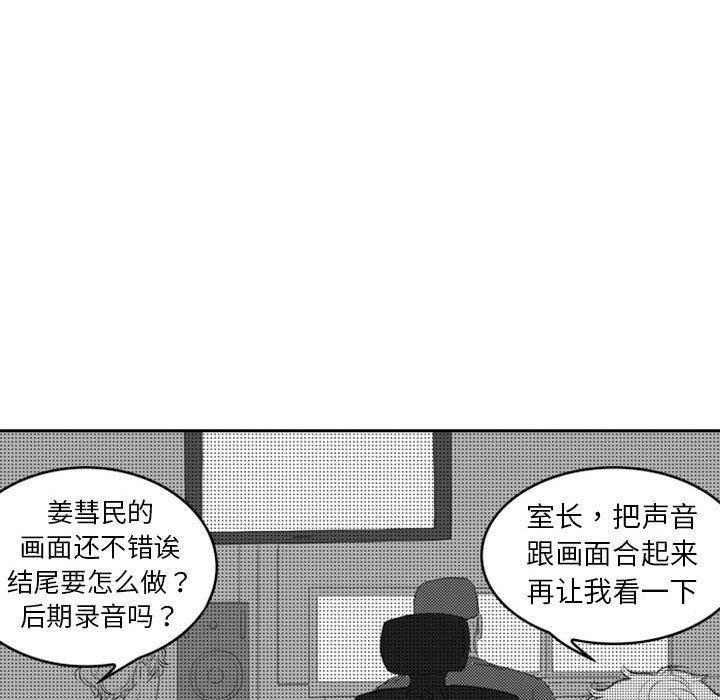 姜彗民的
画面还不错诶
结尾要怎么做？
后期录音吗？
室长，把声音
跟画面合起来
再让我看一下